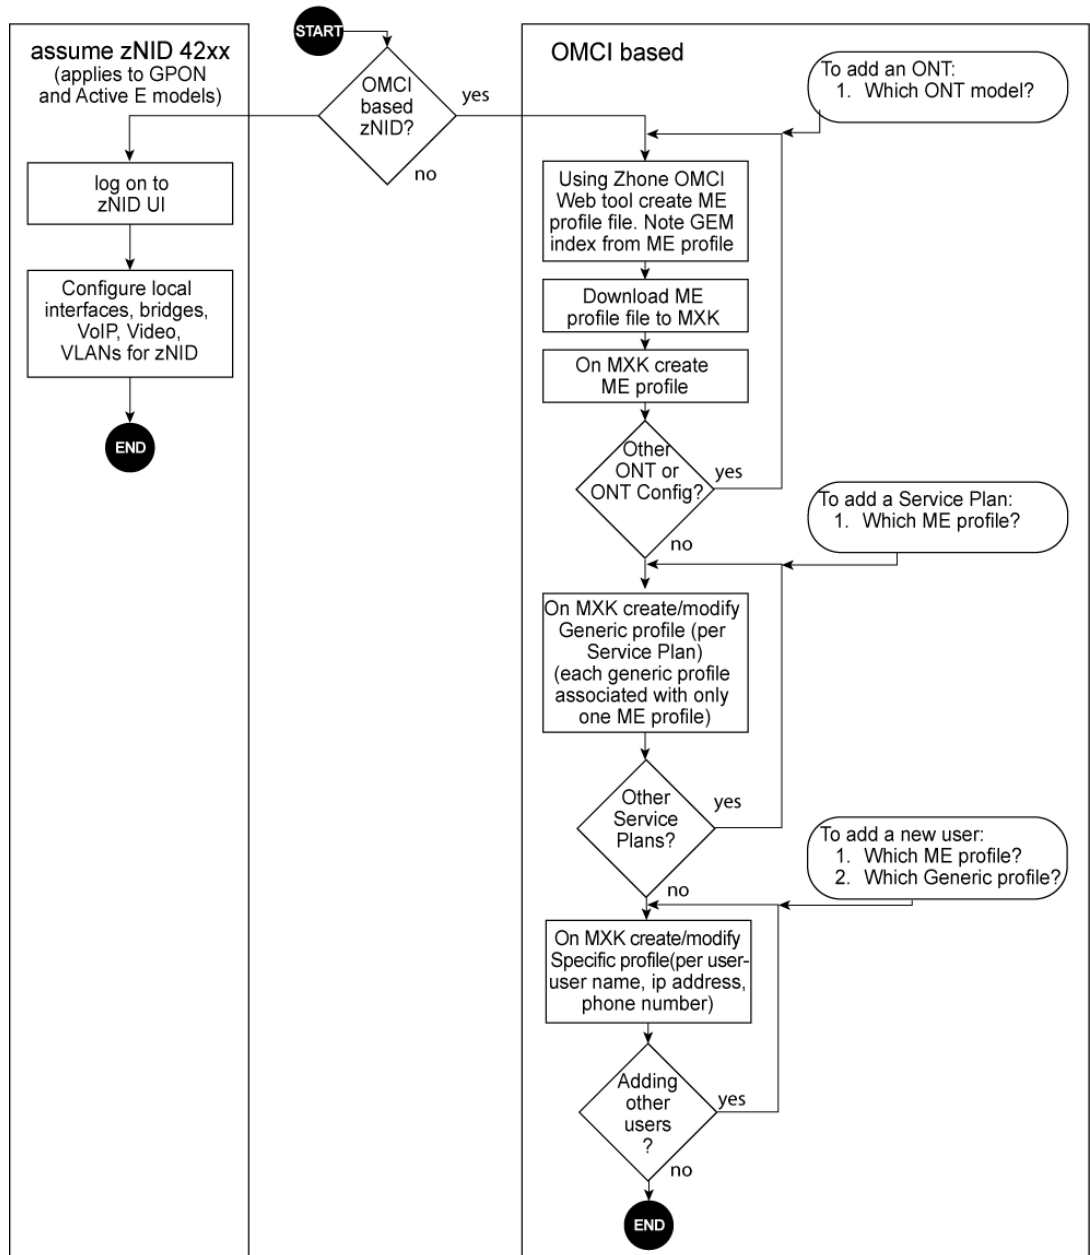 START
assume zNID 42xx
(applies to GPON
and Active E models)
OMCI
based
zNID?
yes
no
log on to
zNID UI
Configure local
interfaces, bridges,
VoIP, Video,
VLANs for zNID
END
OMCI based
To add an ONT:
1. Which ONT model?
Using Zhone OMCI
Web tool create ME
profile file. Note GEM
index from ME profile
Download ME
profile file to MXK
On MXK create
ME profile
Other
ONT or
ONT Config?
yes
no
To add a Service Plan:
1. Which ME profile?
On MXK create/modify
Generic profile (per
Service Plan)
(each generic profile
associated with only
one ME profile)
Other
Service
Plans?
yes
no
To add a new user:
1. Which ME profile?
2. Which Generic profile?
On MXK create/modify
Specific profile(per user-
user name, ip address,
phone number)
Adding
other
users
?
yes
no
END